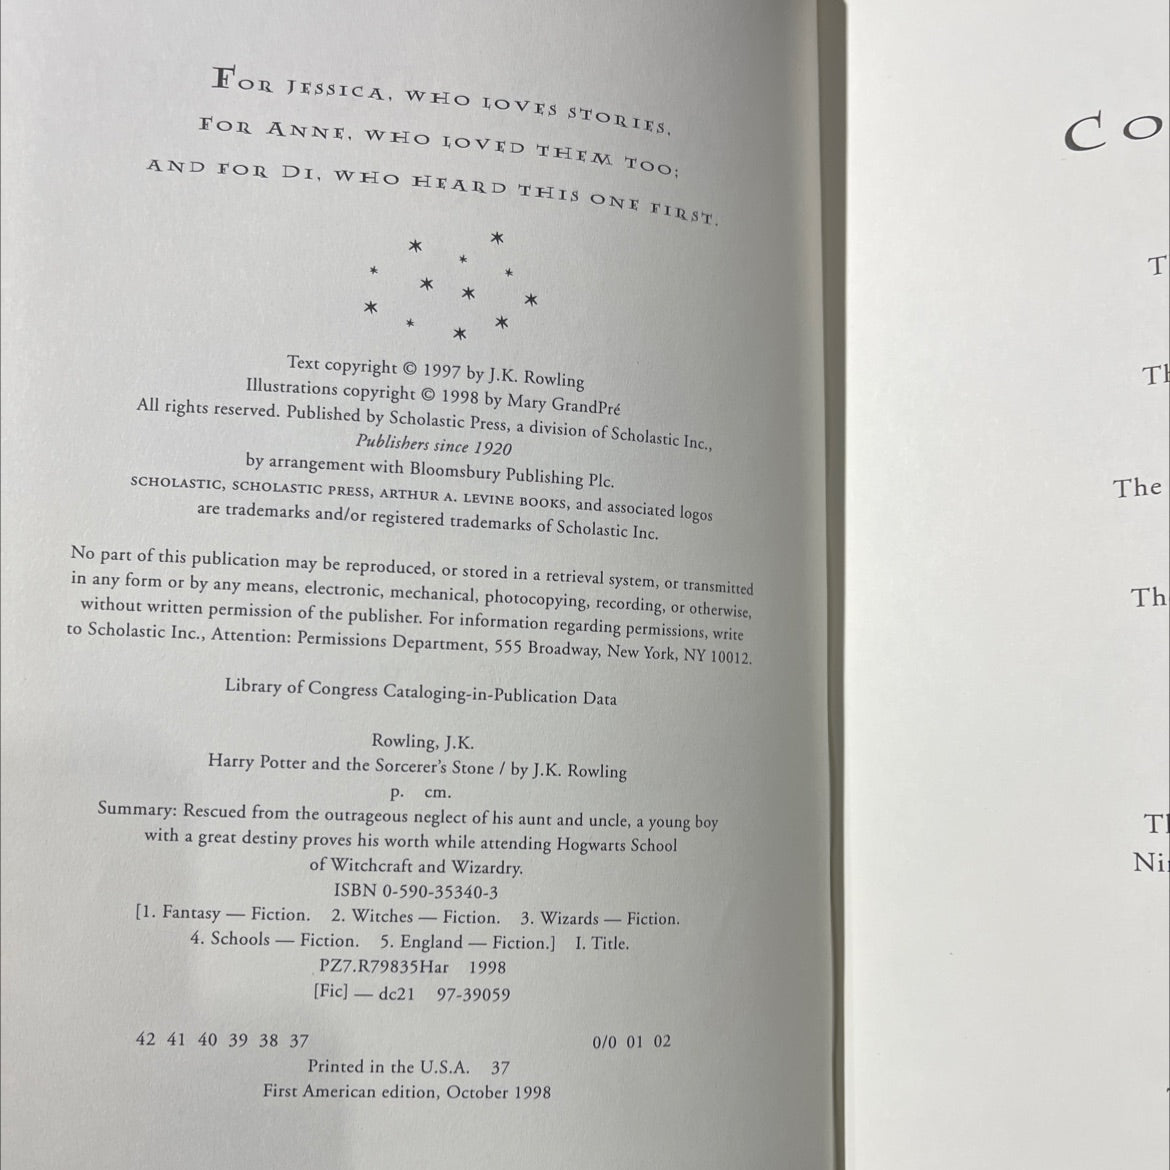 FOR JESSICA, WHO LOVES STORIES,
FOR ANNE, WHO LOVED THEM TOO;
AND FOR DI, WHO HEARD THIS ONE FIRST.
Text copyright © 1997 by J.K. Rowling
Illustrations copyright © 1998 by Mary GrandPré
All rights reserved. Published by Scholastic Press, a division of Scholastic Inc.,
Publishers since 1920
by arrangement with Bloomsbury Publishing Plc.
SCHOLASTIC, SCHOLASTIC PRESS, ARTHUR A. LEVINE BOOKS, and associated logos
are trademarks and/or registered trademarks of Scholastic Inc.
No part of this publication may be reproduced, or stored in a retrieval system, or transmitted
in any form or by any means, electronic, mechanical, photocopying, recording, or otherwise,
without written permission of the publisher. For information regarding permissions, write
to Scholastic Inc., Attention: Permissions Department, 555 Broadway, New York, NY 10012.
Library of Congress Cataloging-in-Publication Data
Rowling, J.K.
Harry Potter and the Sorcerer's Stone / by J.K. Rowling
p. cm.
Summary: Rescued from the outrageous neglect of his aunt and uncle, a young boy
with a great destiny proves his worth while attending Hogwarts School
of Witchcraft and Wizardry.
ISBN 0-590-35340-3
[1. Fantasy — Fiction. 2. Witches — Fiction. 3. Wizards — Fiction.
4. Schools — Fiction. 5. England — Fiction.] I. Title.
PZ7.R79835Har 1998
[Fic] — dc21 97-39059
42 41 40 39 38 37 0/0 01 02
Printed in the U.S.A. 37
First American edition, October 1998
CO
T
Th
The
Th
Th
Nin